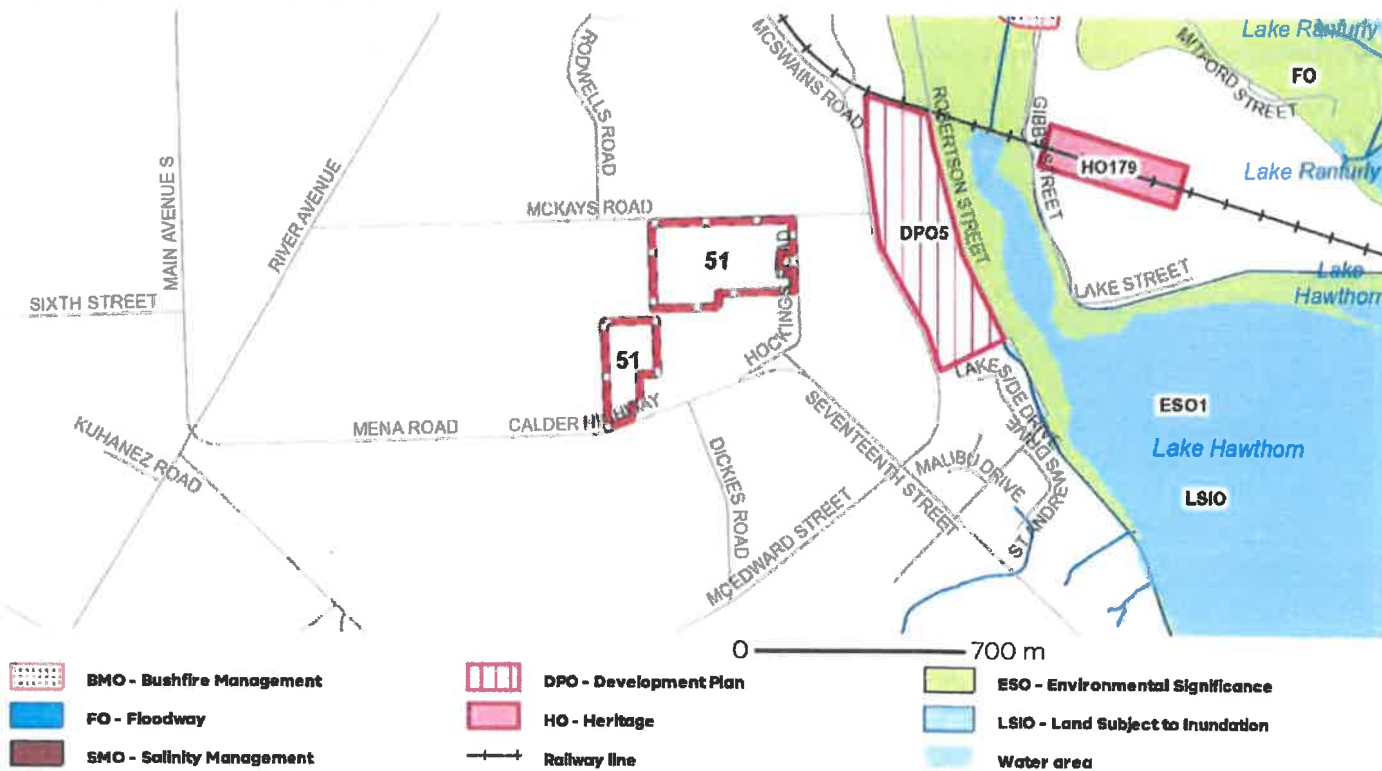 Lake Ranfurly
FO
MITFORD STREET
RODWELLS ROAD
MCSWAINS ROAD
ROBERTSON STREET
GIBBS STREET
HO179
Lake Ranfurly
MAIN AVENUE S
RIVER AVENUE
MCKAYS ROAD
DPO5
51
LAKE STREET
Lake
Hawthorn
SIXTH STREET
HOCKINGS ROAD
51
LAKESIDE DRIVE
ESO1
Lake Hawthorn
LSIO
KUHANEZ ROAD
MENA ROAD
CALDER HIGHWAY
DICKIES ROAD
SEVENTEENTH STREET
MALIBU DRIVE
ST ANDREWS DRIVE
MCEDWARD STREET
0 700 m
BMO - Bushfire Management
FO - Floodway
SMO - Salinity Management
DPO - Development Plan
HO - Heritage
Railway line
ESO - Environmental Significance
LSIO - Land Subject to Inundation
Water area